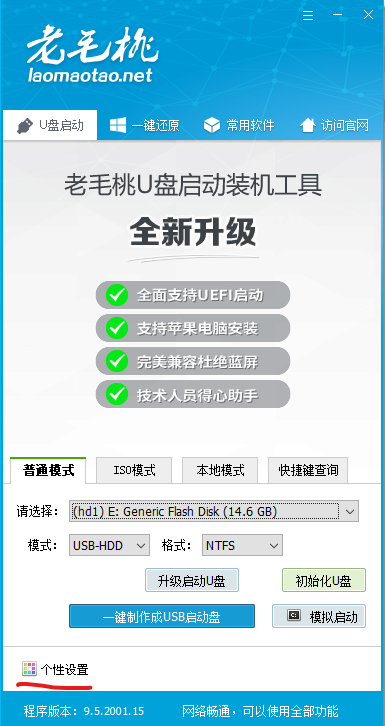 老毛桃
laomaotao.net
U盘启动 一键还原 常用软件 访问官网
老毛桃U盘启动装机工具
全新升级
全面支持UEFI启动
支持苹果电脑安装
完美兼容杜绝蓝屏
技术人员得心助手
普通模式 ISO模式 本地模式 快捷键查询
请选择： (hd1) E: Generic Flash Disk (14.6 GB)
模式： USB-HDD 格式： NTFS
升级启动U盘 初始化U盘
一键制作成USB启动盘 模拟启动
个性设置
程序版本：9.5.2001.15 网络畅通，可以使用全部功能